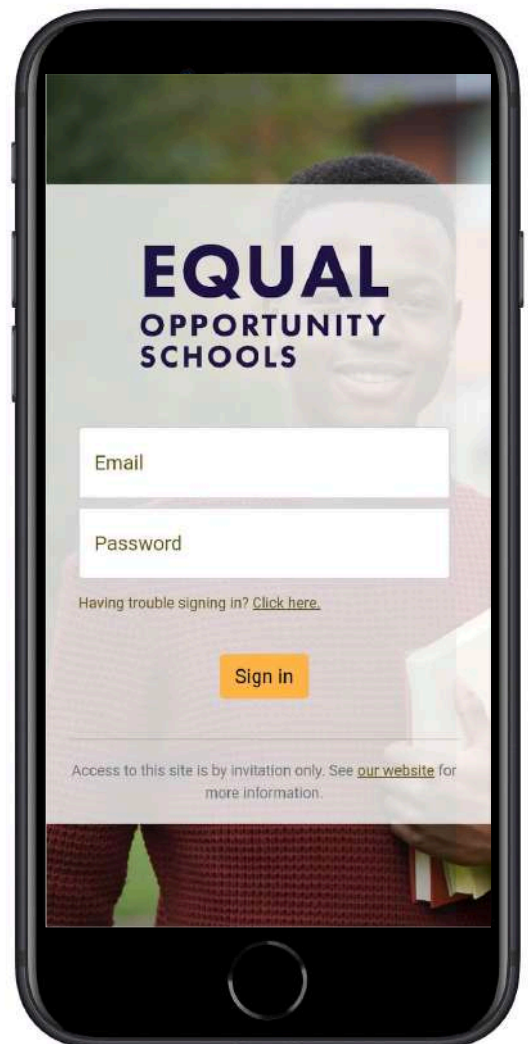 EQUAL
OPPORTUNITY
SCHOOLS
Email
Password
Having trouble signing in? Click here.
Sign in
Access to this site is by invitation only. See our website for
more information.